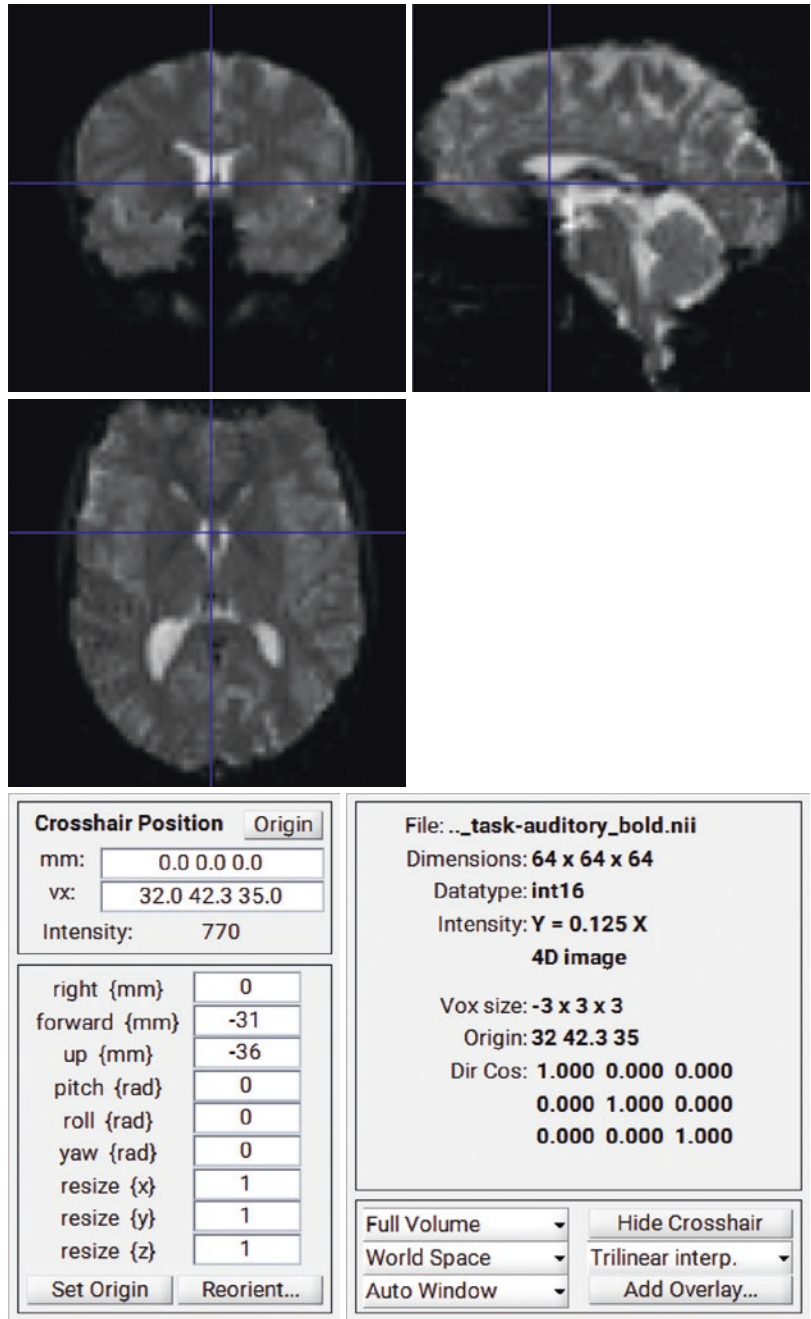 Crosshair Position Origin
mm: 0.0 0.0 0.0
vx: 32.0 42.3 35.0
Intensity: 770
right {mm} 0
forward {mm} -31
up {mm} -36
pitch {rad} 0
roll {rad} 0
yaw {rad} 0
resize {x} 1
resize {y} 1
resize {z} 1
Set Origin Reorient...
File: .._task-auditory_bold.nii
Dimensions: 64 x 64 x 64
Datatype: int16
Intensity: Y = 0.125 X
4D image
Vox size: -3 x 3 x 3
Origin: 32 42.3 35
Dir Cos: 1.000 0.000 0.000
0.000 1.000 0.000
0.000 0.000 1.000
Full Volume Hide Crosshair
World Space Trilinear interp.
Auto Window Add Overlay...